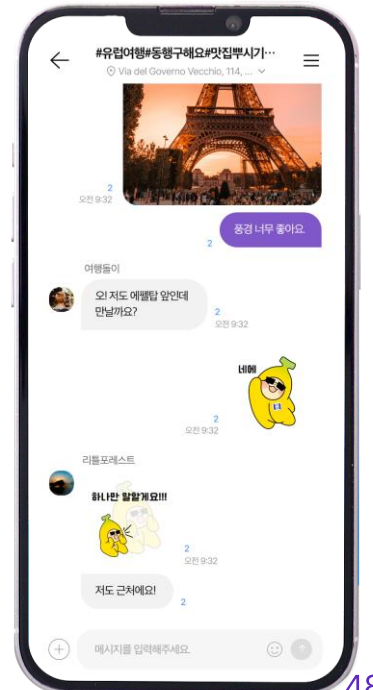 #유럽여행#동행구해요#맛집뿌시기…
Via del Governo Vecchio, 114, ...
2
오전 9:32
풍경 너무 좋아요
2
여행돌이
오! 저도 에펠탑 앞인데
만날까요?
2
오전 9:32
네에
2
오전 9:32
리틀포레스트
하나만 말할게요!!!
2
오전 9:32
저도 근처에요!
2
메시지를 입력해주세요.
48